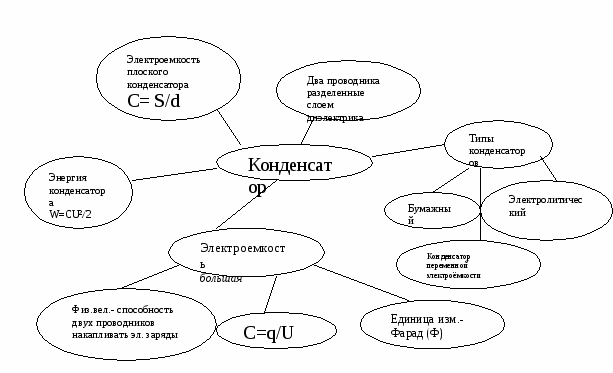 Электроемкость
плоского
конденсатора
C= S/d
Два проводника
разделенные
слоем
диэлектрика
Типы
конденсатор
ов
Конденсат
ор
Энергия
конденсатор
а
W=CU²/2
Бумажны
й
Электролитичес
кий
Электроемкост
ь
большая
Конденсатор
переменной
электроёмкости
Физ.вел.- способность
двух проводников
накапливать эл. заряды
C=q/U
Единица изм.-
Фарад (Ф)